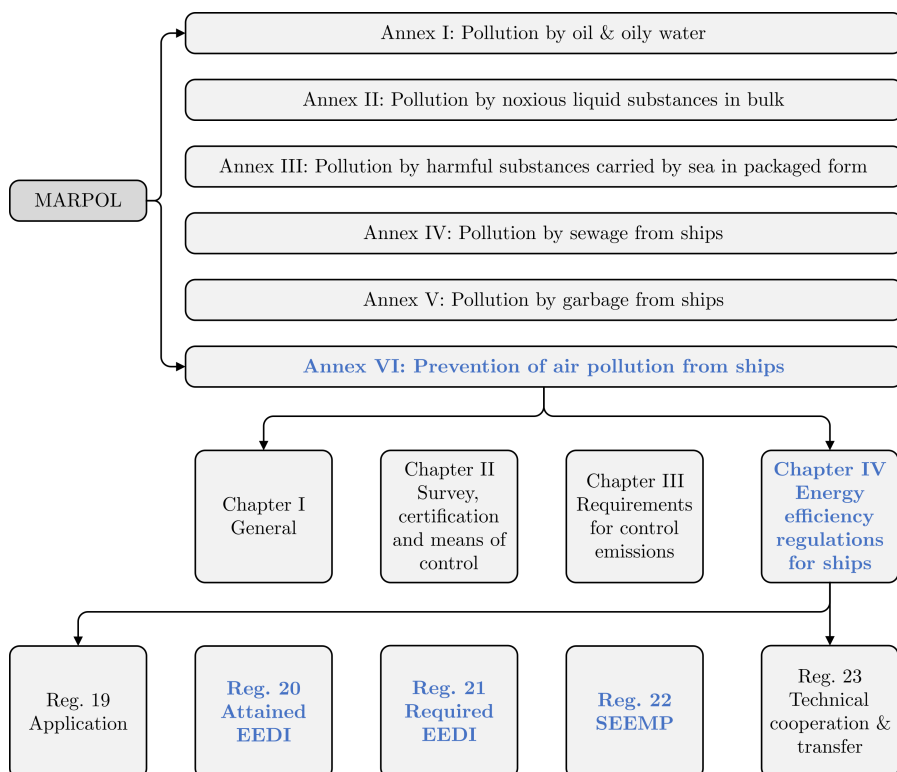 Annex I: Pollution by oil & oily water
Annex II: Pollution by noxious liquid substances in bulk
Annex III: Pollution by harmful substances carried by sea in packaged form
MARPOL
Annex IV: Pollution by sewage from ships
Annex V: Pollution by garbage from ships
Annex VI: Prevention of air pollution from ships
Chapter I
General
Chapter II
Survey,
certification
and means of
control
Chapter III
Requirements
for control
emissions
Chapter IV
Energy
efficiency
regulations
for ships
Reg. 19
Application
Reg. 20
Attained
EEDI
Reg. 21
Required
EEDI
Reg. 22
SEEMP
Reg. 23
Technical
cooperation &
transfer